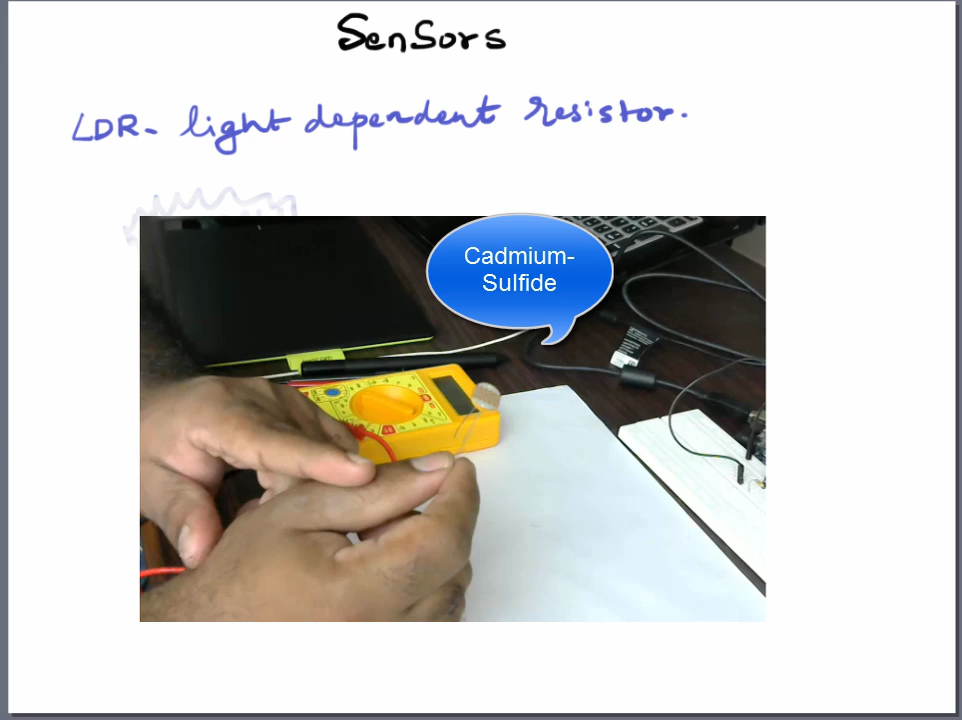 Sensors
LDR- light dependent resistor.
Cadmium-
Sulfide